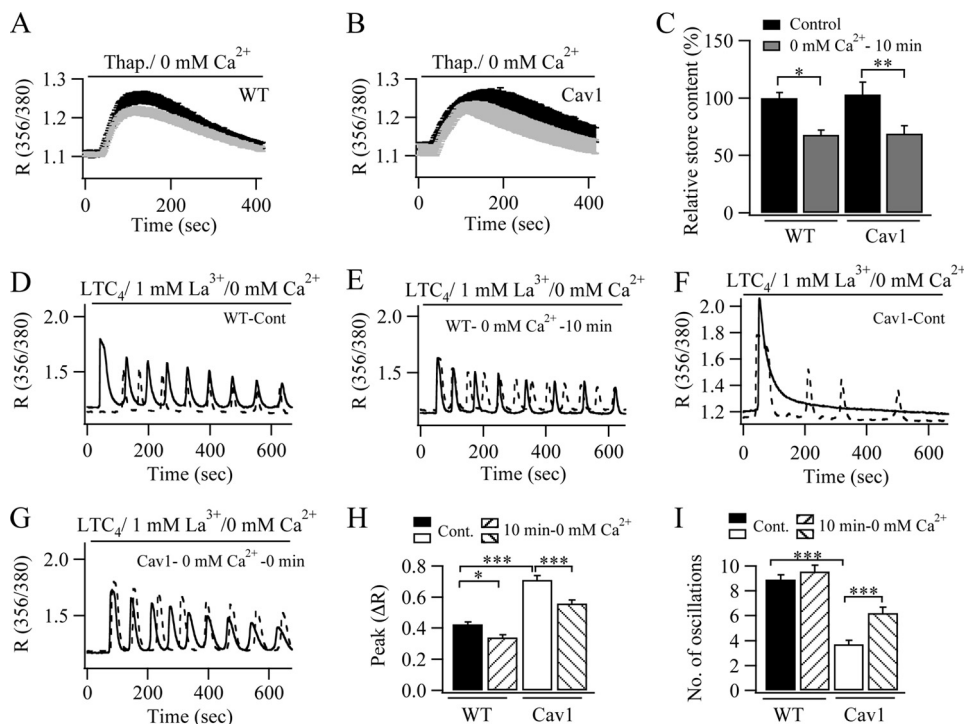 A
Thap./ 0 mM Ca²⁺
WT
R (356/380)
1.3
1.2
1.1
0 200 400
Time (sec)
B
Thap./ 0 mM Ca²⁺
Cav1
R (356/380)
1.3
1.2
1.1
0 200 400
Time (sec)
C
Control
0 mM Ca²⁺- 10 min
Relative store content (%)
150
100
50
0
*
**
WT Cav1
D
LTC₄/ 1 mM La³⁺/0 mM Ca²⁺
WT-Cont
R (356/380)
2.0
1.5
1.0
0 200 400 600
Time (sec)
E
LTC₄/ 1 mM La³⁺/0 mM Ca²⁺
WT- 0 mM Ca²⁺ -10 min
R (356/380)
2.0
1.5
1.0
0 200 400 600
Time (sec)
F
LTC₄/ 1 mM La³⁺/0 mM Ca²⁺
Cav1-Cont
R (356/380)
2.0
1.8
1.6
1.4
1.2
0 200 400 600
Time (sec)
G
LTC₄/ 1 mM La³⁺/0 mM Ca²⁺
Cav1- 0 mM Ca²⁺ -0 min
R (356/380)
2.0
1.5
1.0
0 200 400 600
Time (sec)
H
Cont.
10 min-0 mM Ca²⁺
Peak (ΔR)
0.8
0.6
0.4
0.2
0.0
***
*
***
WT Cav1
I
Cont.
10 min-0 mM Ca²⁺
No. of oscillations
10
8
6
4
2
0
***
***
WT Cav1